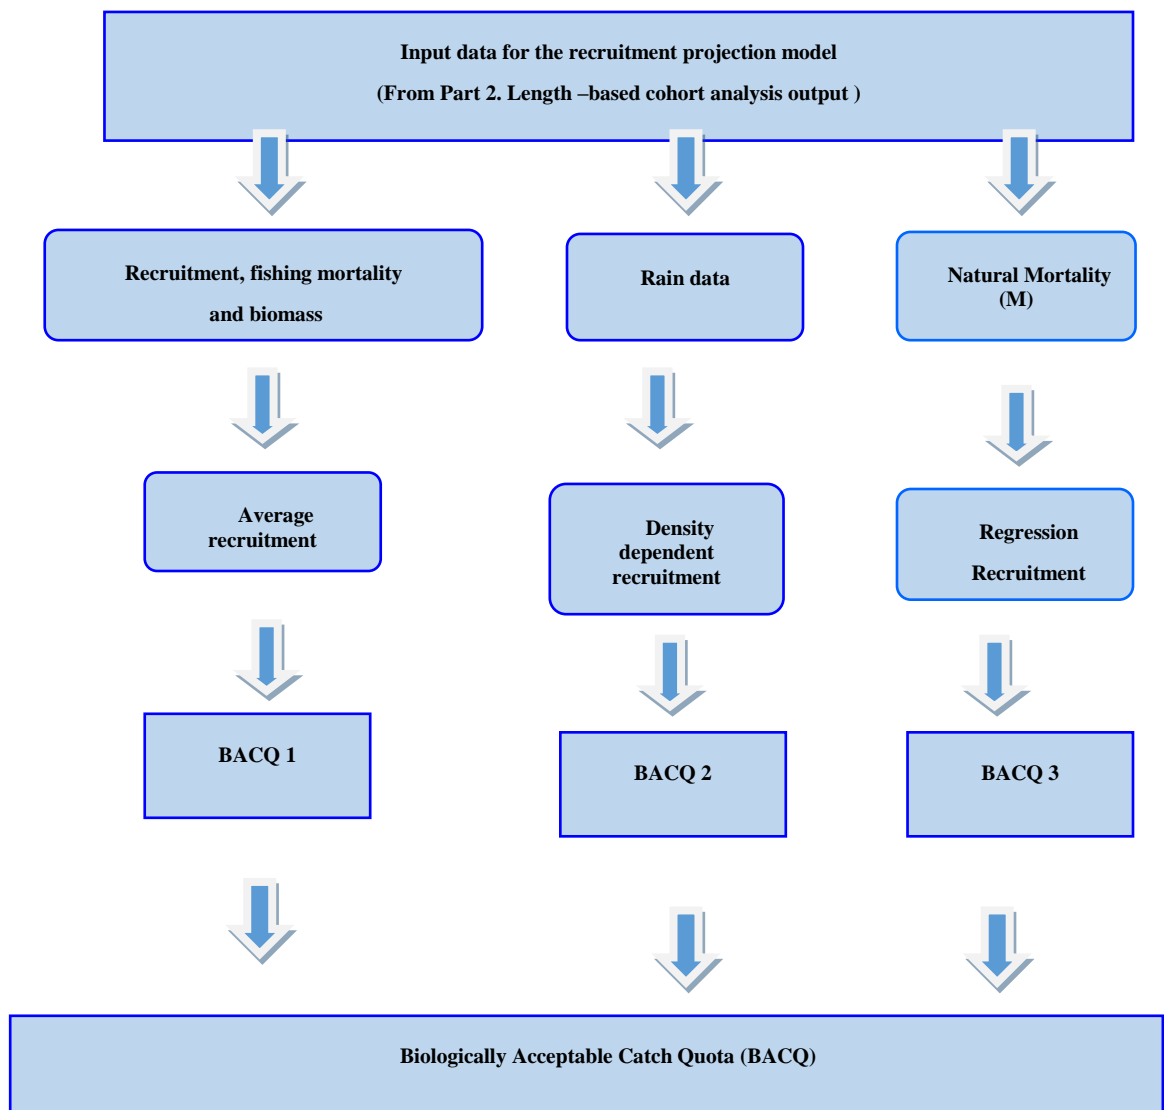 Input data for the recruitment projection model
(From Part 2. Length –based cohort analysis output )
Recruitment, fishing mortality
and biomass
Rain data
Natural Mortality
(M)
Average
recruitment
Density
dependent
recruitment
Regression
Recruitment
BACQ 1
BACQ 2
BACQ 3
Biologically Acceptable Catch Quota (BACQ)